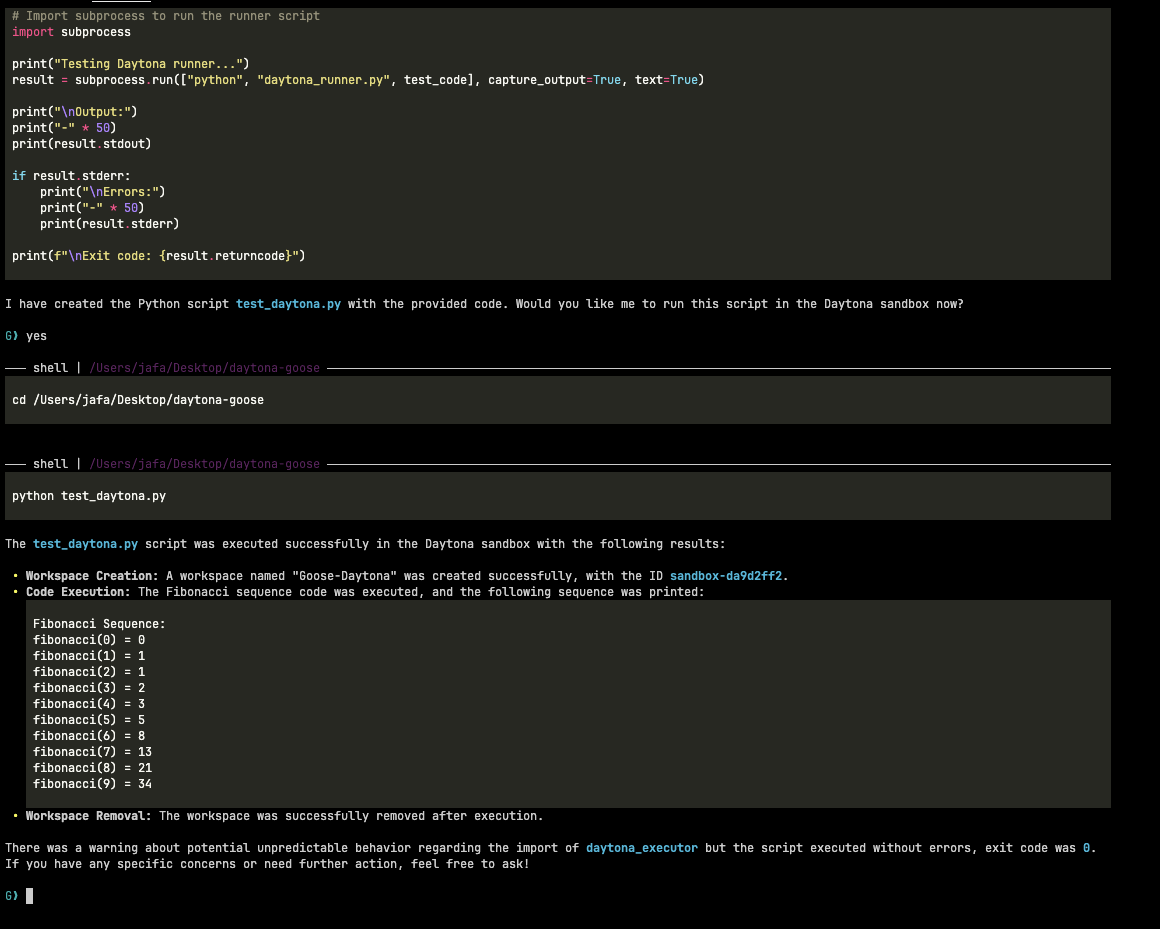 # Import subprocess to run the runner script
import subprocess
print("Testing Daytona runner...")
result = subprocess.run(["python", "daytona_runner.py", test_code], capture_output=True, text=True)
print("\nOutput:")
print("-" * 50)
print(result.stdout)
if result.stderr:
    print("\nErrors:")
    print("-" * 50)
    print(result.stderr)
print(f"\nExit code: {result.returncode}")
I have created the Python script test_daytona.py with the provided code. Would you like me to run this script in the Daytona sandbox now?
G❯ yes
─── shell | /Users/jafa/Desktop/daytona-goose ───
cd /Users/jafa/Desktop/daytona-goose
─── shell | /Users/jafa/Desktop/daytona-goose ───
python test_daytona.py
The test_daytona.py script was executed successfully in the Daytona sandbox with the following results:
• Workspace Creation: A workspace named "Goose-Daytona" was created successfully, with the ID sandbox-da9d2ff2.
• Code Execution: The Fibonacci sequence code was executed, and the following sequence was printed:
Fibonacci Sequence:
fibonacci(0) = 0
fibonacci(1) = 1
fibonacci(2) = 1
fibonacci(3) = 2
fibonacci(4) = 3
fibonacci(5) = 5
fibonacci(6) = 8
fibonacci(7) = 13
fibonacci(8) = 21
fibonacci(9) = 34
• Workspace Removal: The workspace was successfully removed after execution.
There was a warning about potential unpredictable behavior regarding the import of daytona_executor but the script executed without errors, exit code was 0.
If you have any specific concerns or need further action, feel free to ask!
G❯